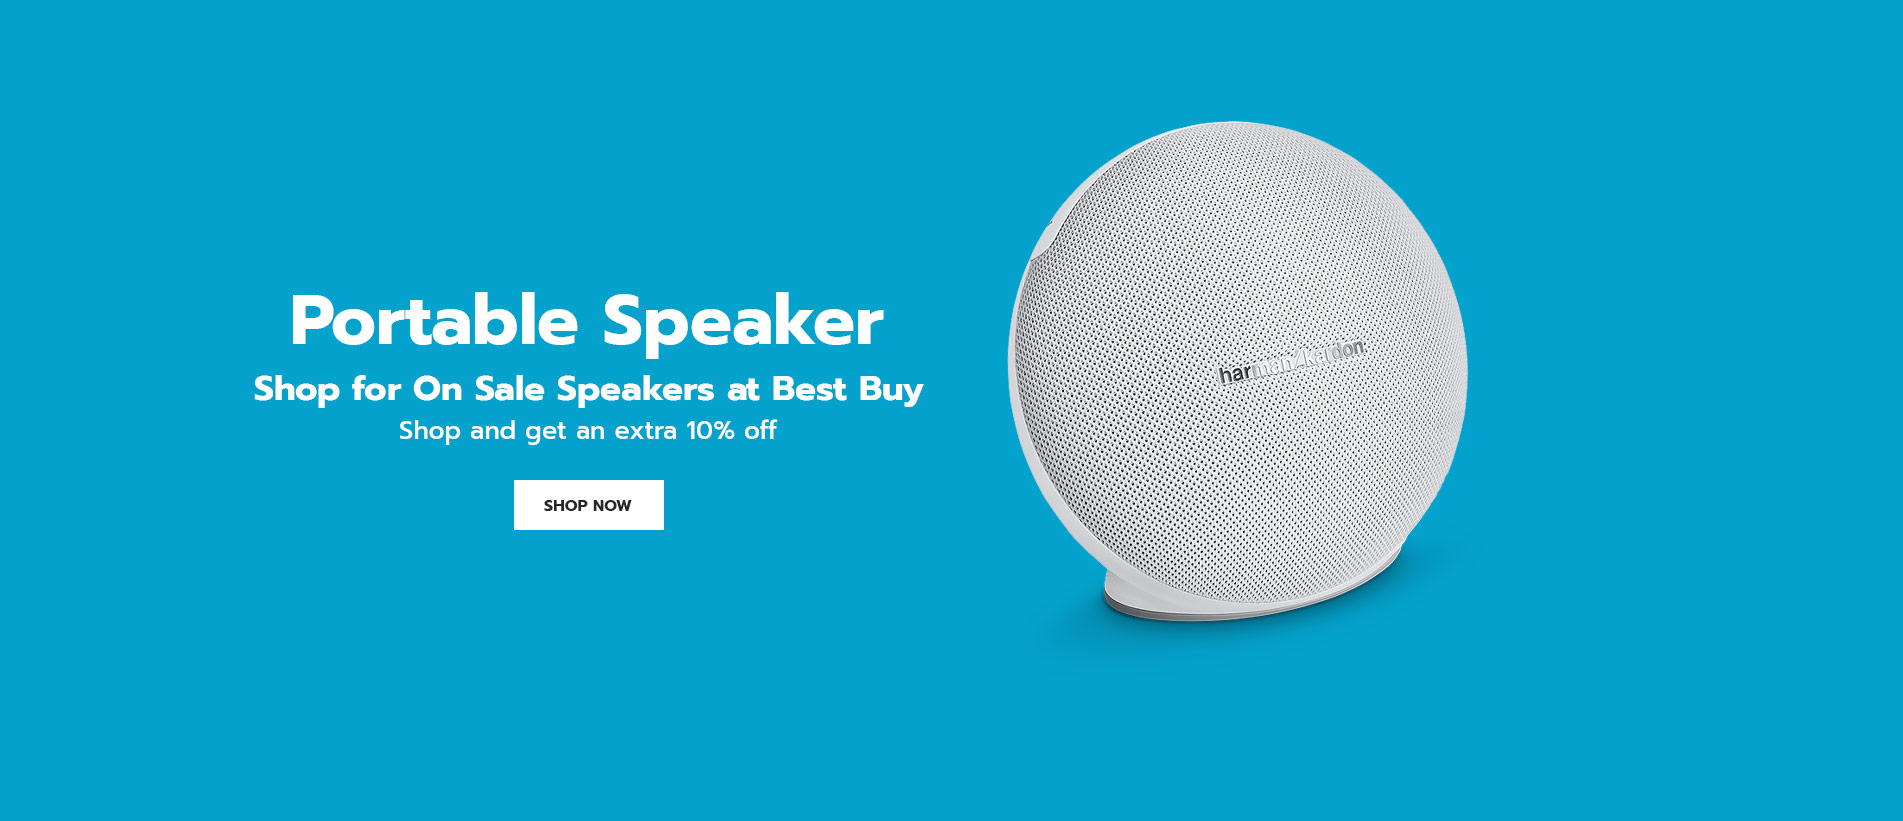 Portable Speaker
Shop for On Sale Speakers at Best Buy
Shop and get an extra 10% off
SHOP NOW
harman/kardon